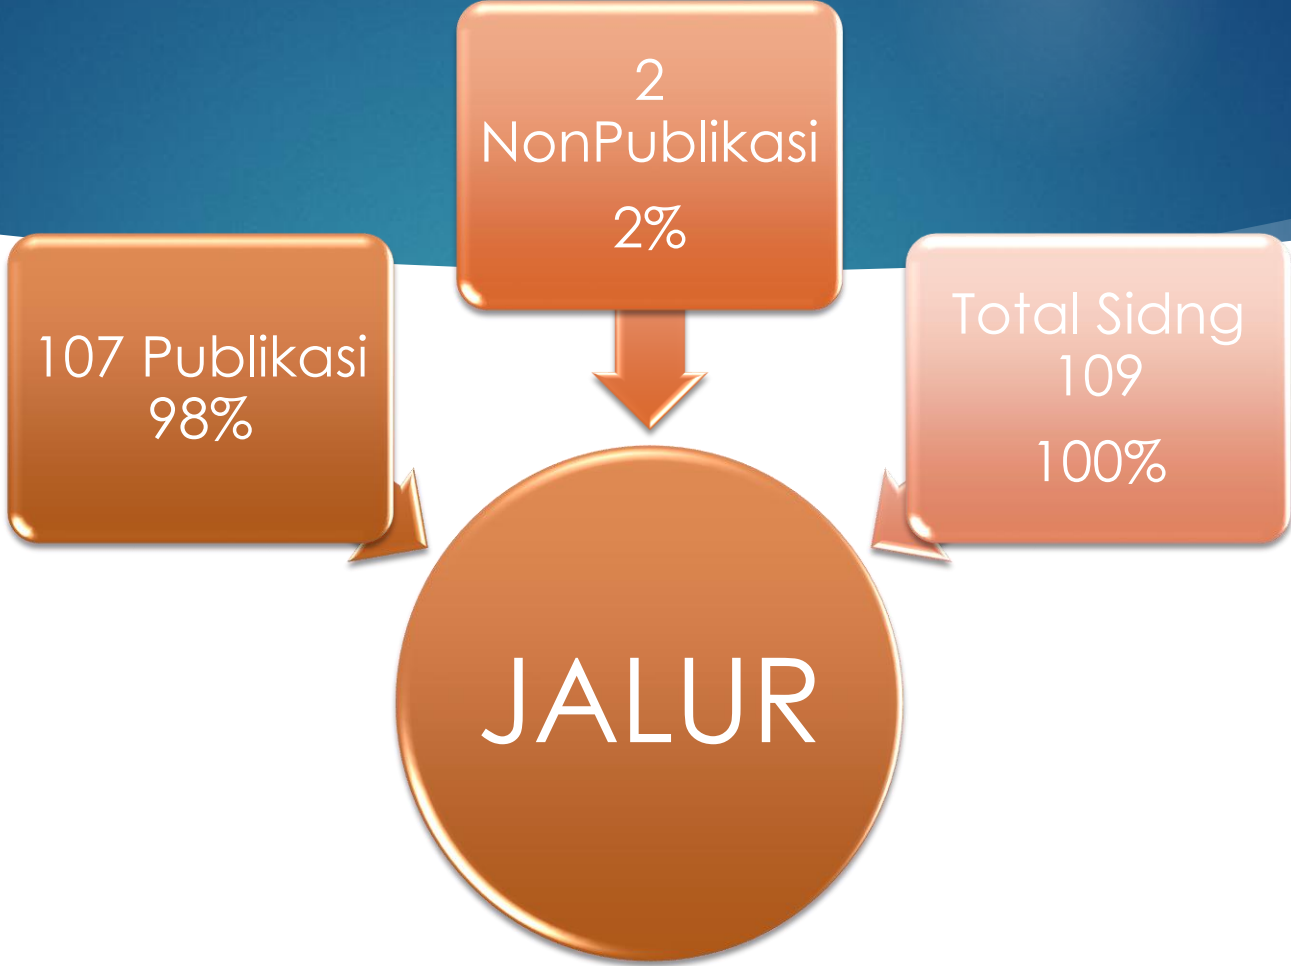 2
NonPublikasi
2%
107 Publikasi
98%
Total Sidng
109
100%
JALUR